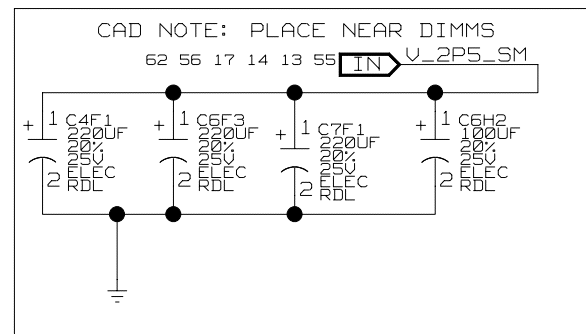 CAD NOTE: PLACE NEAR DIMMS
62 56 17 14 13 55 IN V_2P5_SM
+ 1 C4F1
220UF
20%
25V
ELEC
2 RDL
+ 1 C6F3
220UF
20%
25V
ELEC
2 RDL
+ 1 C7F1
220UF
20%
25V
ELEC
2 RDL
+ 1 C6H2
100UF
20%
25V
ELEC
2 RDL